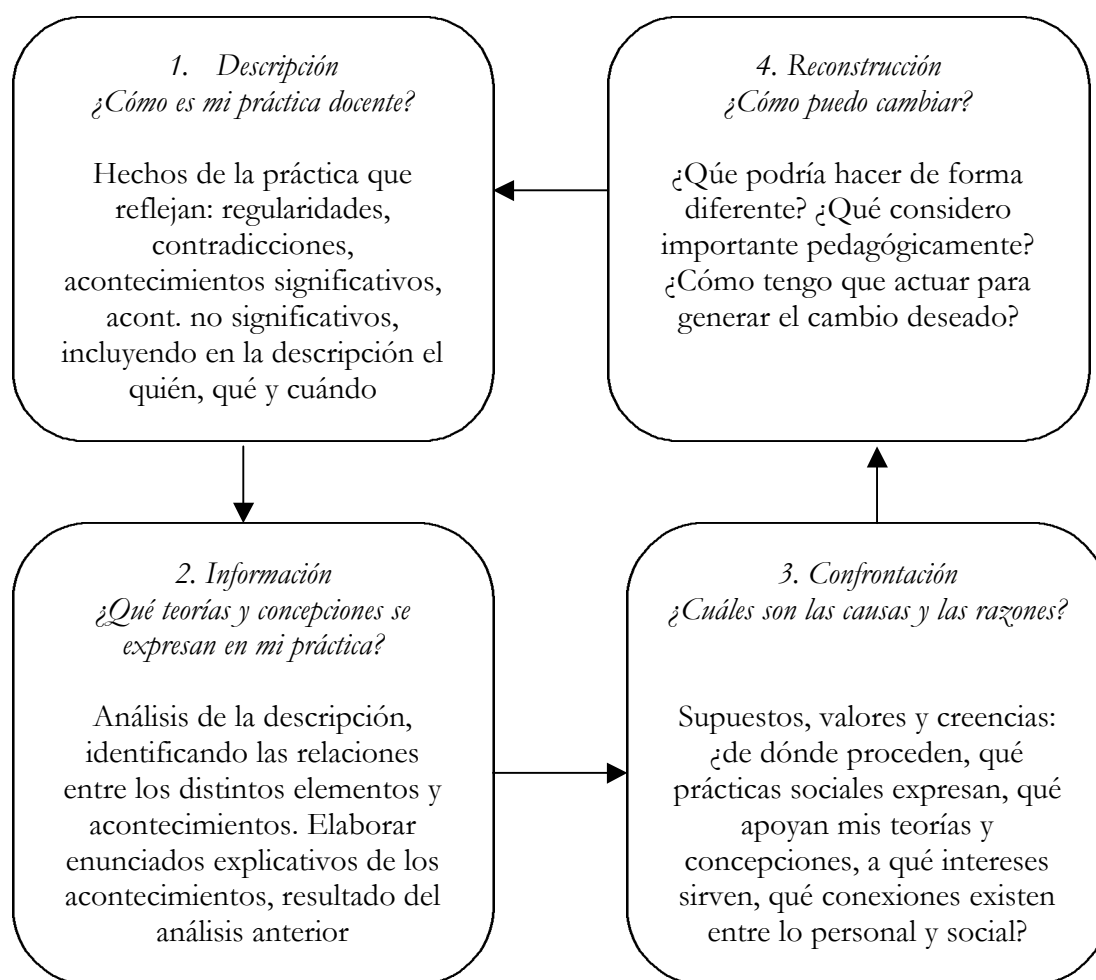 1. Descripción
¿Cómo es mi práctica docente?
Hechos de la práctica que
reflejan: regularidades,
contradicciones,
acontecimientos significativos,
acont. no significativos,
incluyendo en la descripción el
quién, qué y cuándo
2. Información
¿Qué teorías y concepciones se
expresan en mi práctica?
Análisis de la descripción,
identificando las relaciones
entre los distintos elementos y
acontecimientos. Elaborar
enunciados explicativos de los
acontecimientos, resultado del
análisis anterior
3. Confrontación
¿Cuáles son las causas y las razones?
Supuestos, valores y creencias:
¿de dónde proceden, qué
prácticas sociales expresan, qué
apoyan mis teorías y
concepciones, a qué intereses
sirven, qué conexiones existen
entre lo personal y social?
4. Reconstrucción
¿Cómo puedo cambiar?
¿Qúe podría hacer de forma
diferente? ¿Qué considero
importante pedagógicamente?
¿Cómo tengo que actuar para
generar el cambio deseado?